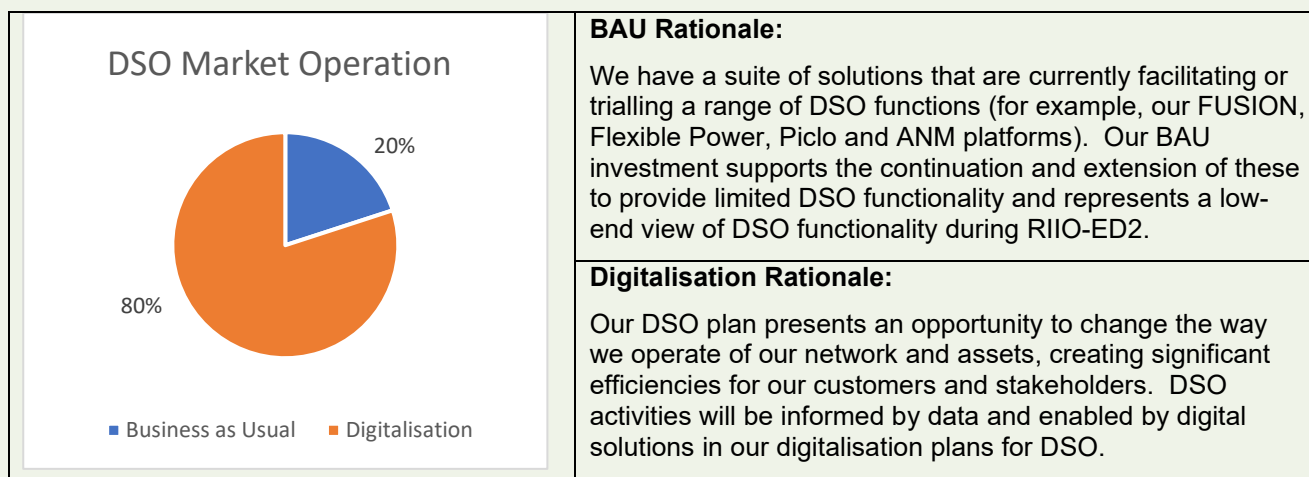 DSO Market Operation
20%
80%
Business as Usual
Digitalisation
BAU Rationale:
We have a suite of solutions that are currently facilitating or
trialling a range of DSO functions (for example, our FUSION,
Flexible Power, Piclo and ANM platforms). Our BAU
investment supports the continuation and extension of these
to provide limited DSO functionality and represents a low-
end view of DSO functionality during RIIO-ED2.
Digitalisation Rationale:
Our DSO plan presents an opportunity to change the way
we operate of our network and assets, creating significant
efficiencies for our customers and stakeholders. DSO
activities will be informed by data and enabled by digital
solutions in our digitalisation plans for DSO.